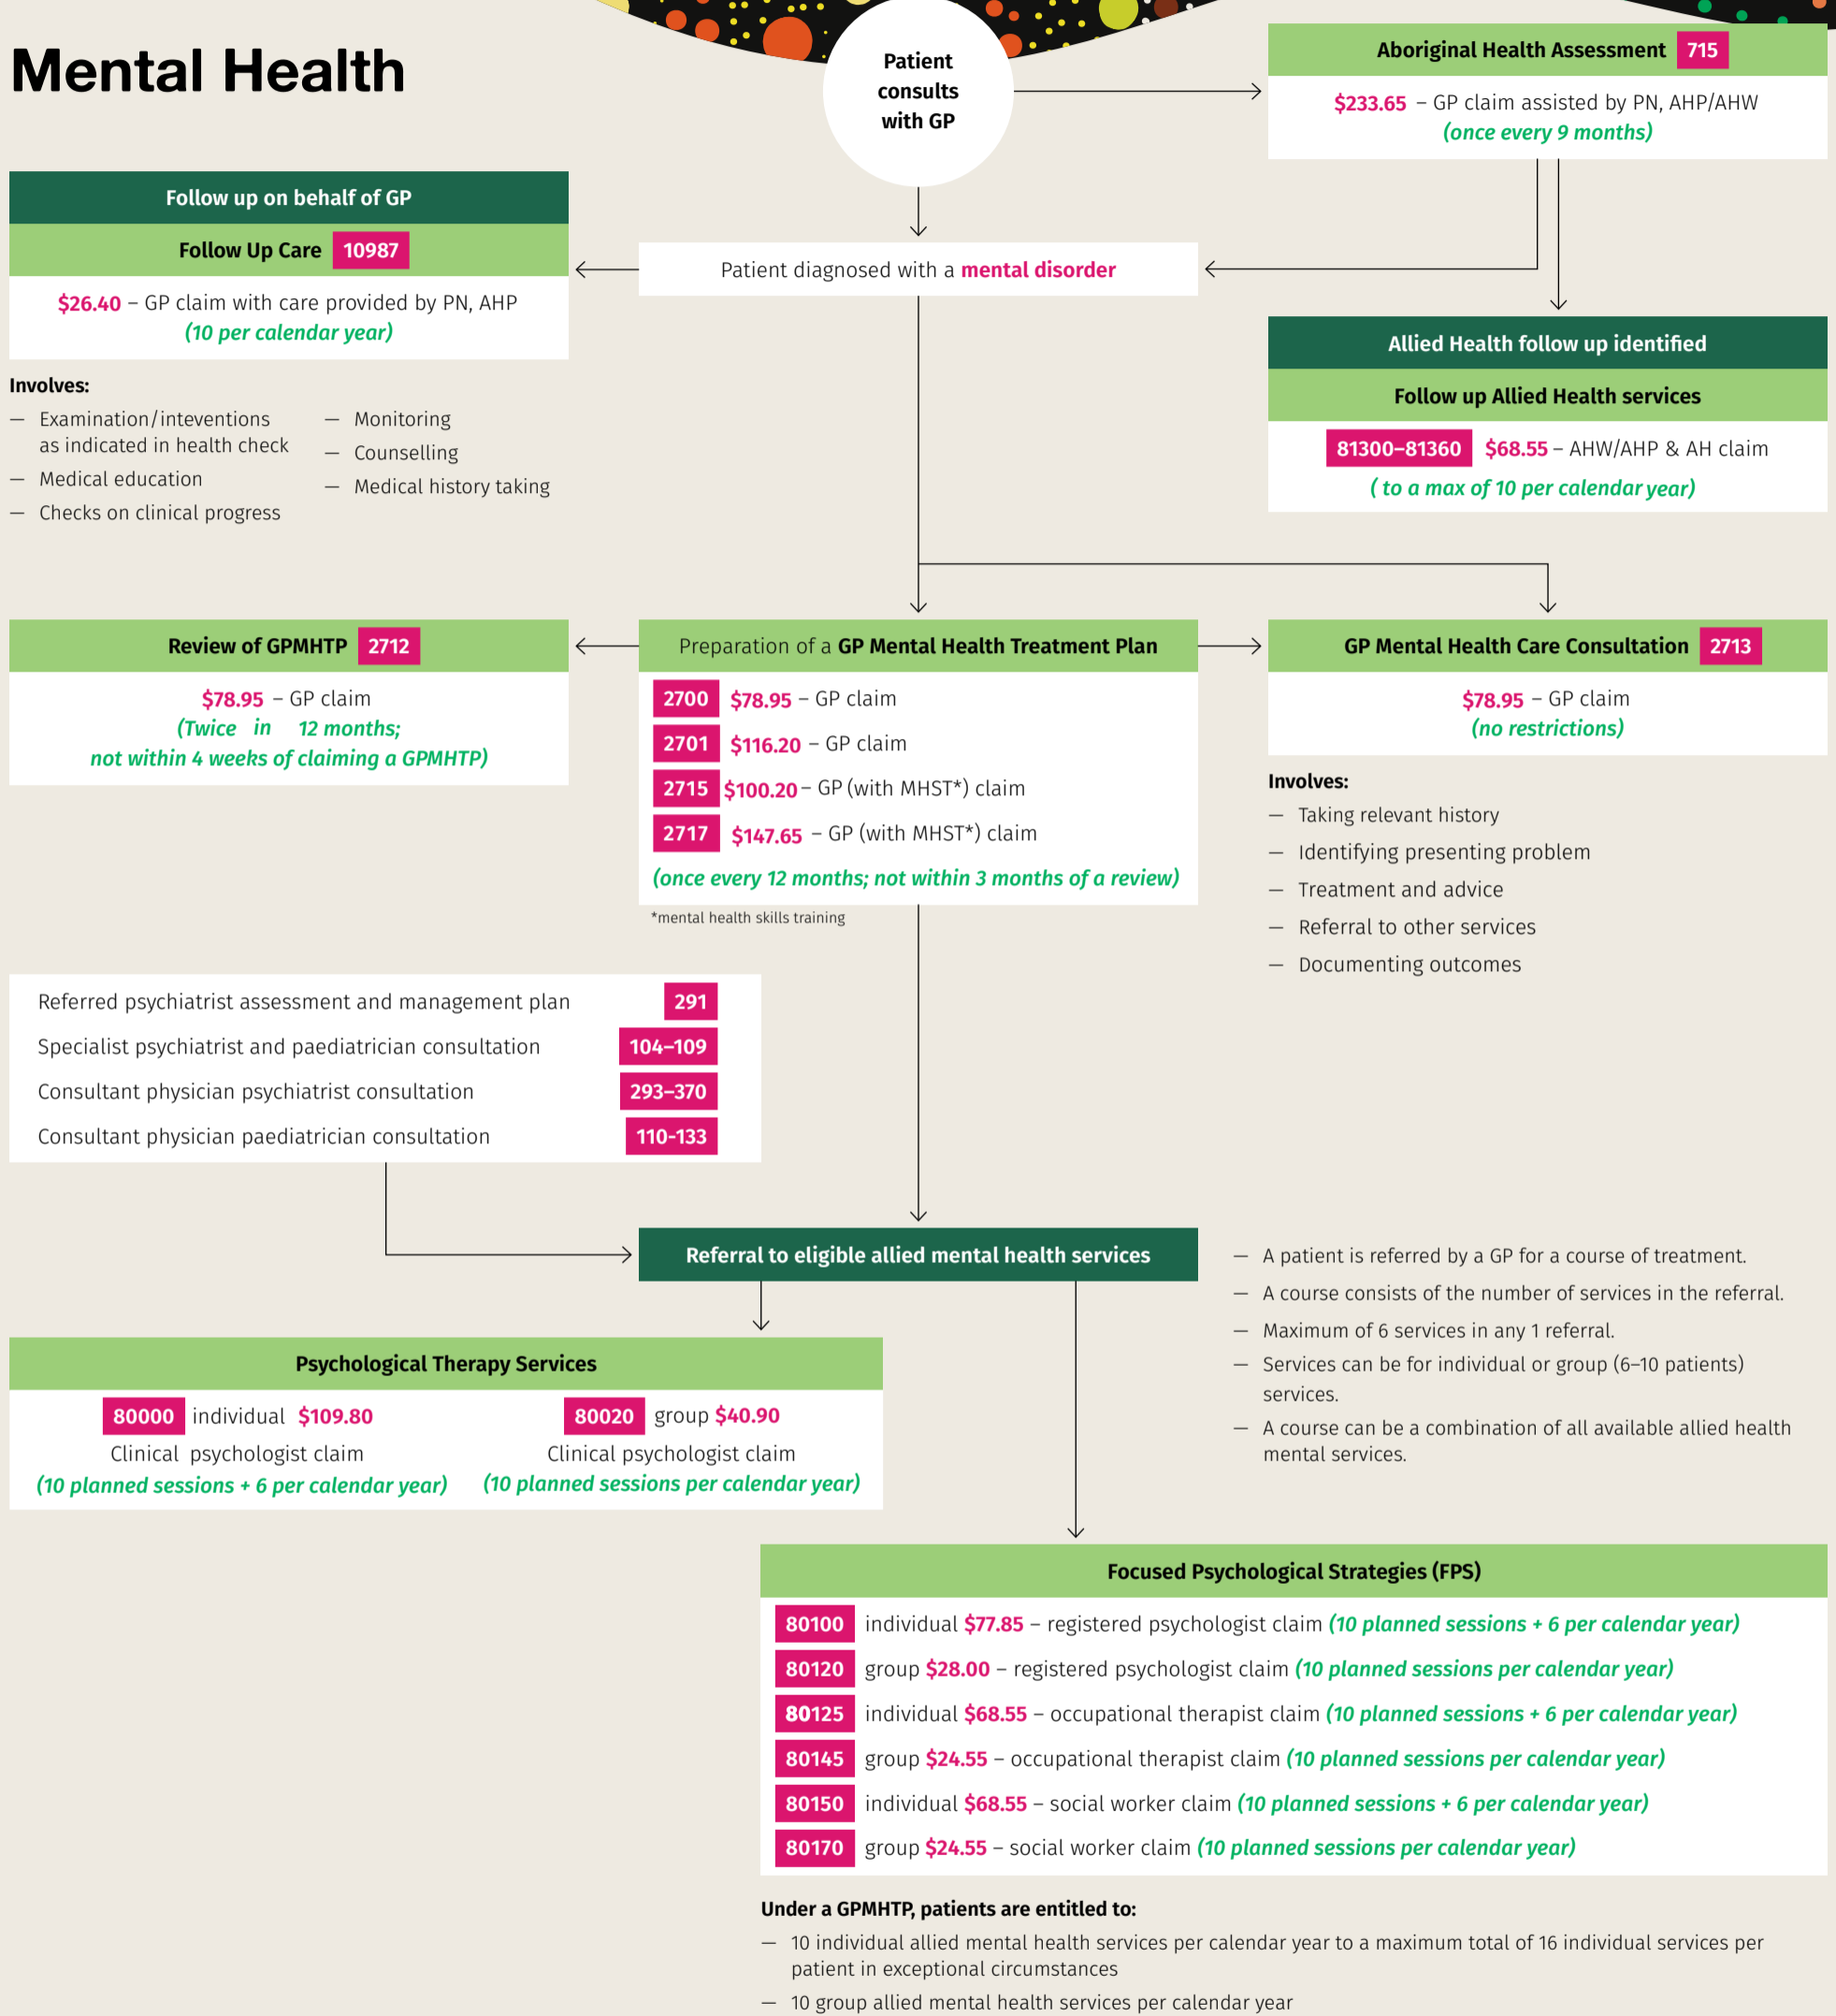 Mental Health
Patient
consults
with GP
Aboriginal Health Assessment 715
$233.65 – GP claim assisted by PN, AHP/AHW
(once every 9 months)
Follow up on behalf of GP
Follow Up Care 10987
$26.40 – GP claim with care provided by PN, AHP
(10 per calendar year)
Patient diagnosed with a mental disorder
Involves:
— Examination/inteventions
as indicated in health check
— Medical education
— Checks on clinical progress
— Monitoring
— Counselling
— Medical history taking
Allied Health follow up identified
Follow up Allied Health services
81300–81360 $68.55 – AHW/AHP & AH claim
( to a max of 10 per calendar year)
Review of GPMHTP 2712
$78.95 – GP claim
(Twice in 12 months;
not within 4 weeks of claiming a GPMHTP)
Preparation of a GP Mental Health Treatment Plan
2700 $78.95 – GP claim
2701 $116.20 – GP claim
2715 $100.20 – GP (with MHST*) claim
2717 $147.65 – GP (with MHST*) claim
(once every 12 months; not within 3 months of a review)
*mental health skills training
GP Mental Health Care Consultation 2713
$78.95 – GP claim
(no restrictions)
Involves:
— Taking relevant history
— Identifying presenting problem
— Treatment and advice
— Referral to other services
— Documenting outcomes
Referred psychiatrist assessment and management plan 291
Specialist psychiatrist and paediatrician consultation 104–109
Consultant physician psychiatrist consultation 293–370
Consultant physician paediatrician consultation 110-133
Referral to eligible allied mental health services
— A patient is referred by a GP for a course of treatment.
— A course consists of the number of services in the referral.
— Maximum of 6 services in any 1 referral.
— Services can be for individual or group (6–10 patients)
services.
— A course can be a combination of all available allied health
mental services.
Psychological Therapy Services
80000 individual $109.80
Clinical psychologist claim
(10 planned sessions + 6 per calendar year)
80020 group $40.90
Clinical psychologist claim
(10 planned sessions per calendar year)
Focused Psychological Strategies (FPS)
80100 individual $77.85 – registered psychologist claim (10 planned sessions + 6 per calendar year)
80120 group $28.00 – registered psychologist claim (10 planned sessions per calendar year)
80125 individual $68.55 – occupational therapist claim (10 planned sessions + 6 per calendar year)
80145 group $24.55 – occupational therapist claim (10 planned sessions per calendar year)
80150 individual $68.55 – social worker claim (10 planned sessions + 6 per calendar year)
80170 group $24.55 – social worker claim (10 planned sessions per calendar year)
Under a GPMHTP, patients are entitled to:
— 10 individual allied mental health services per calendar year to a maximum total of 16 individual services per
patient in exceptional circumstances
— 10 group allied mental health services per calendar year